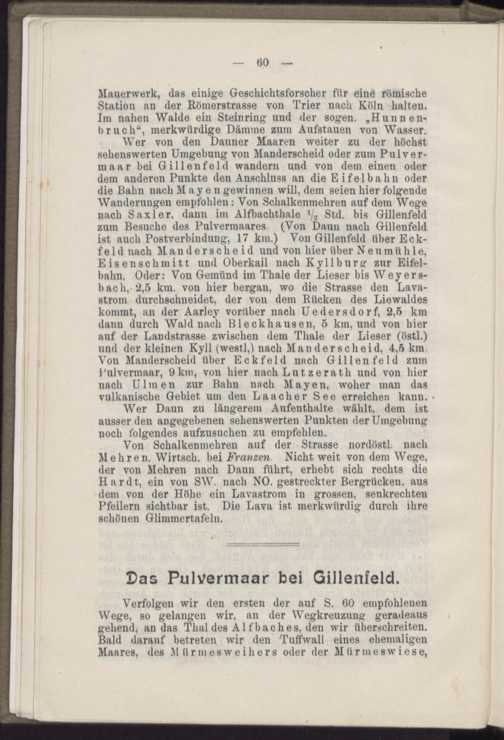 — 60 —
Mauerwerk, das einige Geschichtsforscher für eine römische
Station an der Römerstrasse von Trier nach Köln halten.
Im nahen Walde ein Steinring und der sogen. „Hunnen-
bruch“, merkwürdige Dämme zum Aufstauen von Wasser.
Wer von den Dauner Maaren weiter zu der höchst
sehenswerten Umgebung von Manderscheid oder zum Pulver-
maar bei Gillenfeld wandern und von dem einen oder
dem anderen Punkte den Anschluss an die Eifelbahn oder
die Bahn nach Mayen gewinnen will, dem seien hier folgende
Wanderungen empfohlen: Von Schalkenmehren auf dem Wege
nach Saxler, dann im Alfbachthale ½ Std. bis Gillenfeld
zum Besuche des Pulvermaares. (Von Daun nach Gillenfeld
ist auch Postverbindung, 17 km.) Von Gillenfeld über Eck-
feld nach Manderscheid und von hier über Neumühle,
Eisenschmitt und Oberkail nach Kyllburg zur Eifel-
bahn. Oder: Von Gemünd im Thale der Lieser bis Weyers-
bach, 2,5 km. von hier bergan, wo die Strasse den Lava-
strom durchschneidet, der von dem Rücken des Liewaldes
kommt, an der Aarley vorüber nach Uedersdorf, 2,5 km
dann durch Wald nach Bleckhausen, 5 km, und von hier
auf der Landstrasse zwischen dem Thale der Lieser (östl.)
und der kleinen Kyll (westl.) nach Manderscheid, 4,5 km.
Von Manderscheid über Eckfeld nach Gillenfeld zum
Pulvermaar, 9 km, von hier nach Lutzerath und von hier
nach Ulmen zur Bahn nach Mayen, woher man das
vulkanische Gebiet um den Laacher See erreichen kann.
Wer Daun zu längerem Aufenthalte wählt, dem ist
ausser den angegebenen sehenswerten Punkten der Umgebung
noch folgendes aufzusuchen zu empfehlen.
Von Schalkenmehren auf der Strasse nordöstl. nach
Mehren, Wirtsch. bei Franzen. Nicht weit von dem Wege,
der von Mehren nach Daun führt, erhebt sich rechts die
Hardt, ein von SW. nach NO. gestreckter Bergrücken, aus
dem von der Höhe ein Lavastrom in grossen, senkrechten
Pfeilern sichtbar ist. Die Lava ist merkwürdig durch ihre
schönen Glimmertafeln.
Das Pulvermaar bei Gillenfeld.
Verfolgen wir den ersten der auf S. 60 empfohlenen
Wege, so gelangen wir, an der Wegkreuzung geradeaus
gehend, an das Thal des Alfbaches, den wir überschreiten.
Bald darauf betreten wir den Tuffwall eines ehemaligen
Maares, des Mürmesweihers oder der Mürmeswiese,